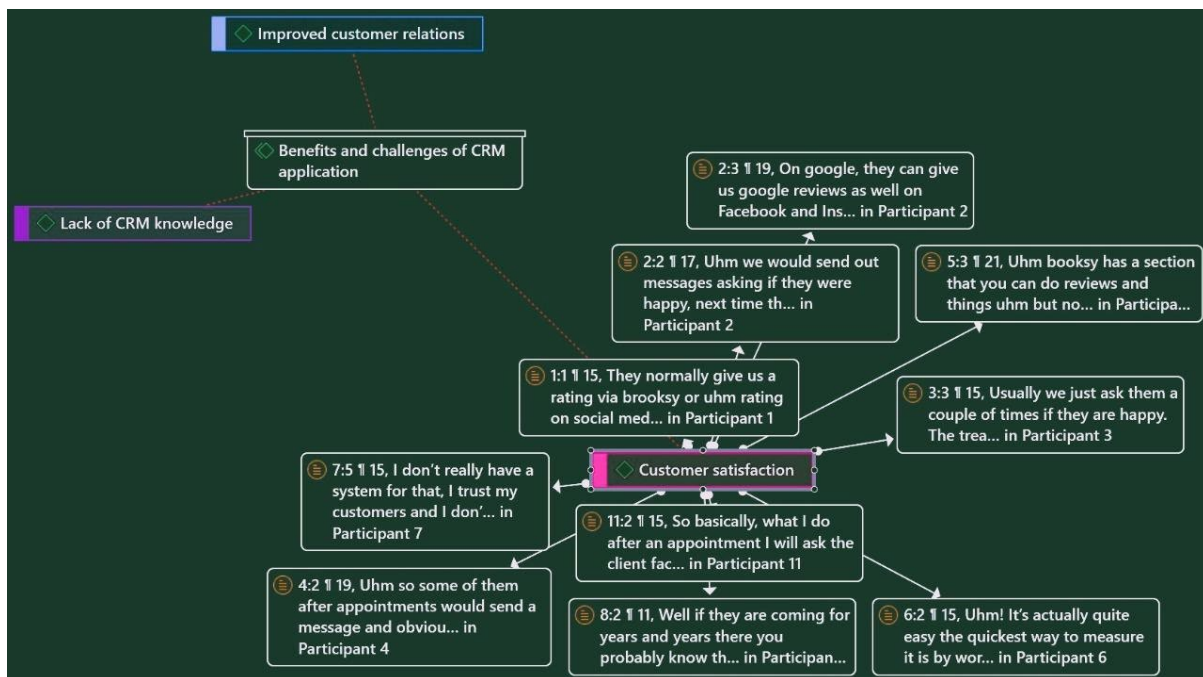 Improved customer relations
Benefits and challenges of CRM
application
Lack of CRM knowledge
2:3 ¶ 19, On google, they can give
us google reviews as well on
Facebook and Ins... in Participant 2
2:2 ¶ 17, Uhm we would send out
messages asking if they were
happy, next time th... in
Participant 2
5:3 ¶ 21, Uhm booksy has a section
that you can do reviews and
things uhm but no... in Participa...
1:1 ¶ 15, They normally give us a
rating via brooksy or uhm rating
on social med... in Participant 1
3:3 ¶ 15, Usually we just ask them a
couple of times if they are happy.
The trea... in Participant 3
Customer satisfaction
7:5 ¶ 15, I don’t really have a
system for that, I trust my
customers and I don’... in
Participant 7
11:2 ¶ 15, So basically, what I do
after an appointment I will ask the
client fac... in Participant 11
4:2 ¶ 19, Uhm so some of them
after appointments would send a
message and obviou... in
Participant 4
8:2 ¶ 11, Well if they are coming for
years and years there you
probably know th... in Participan...
6:2 ¶ 15, Uhm! It’s actually quite
easy the quickest way to measure
it is by wor... in Participant 6